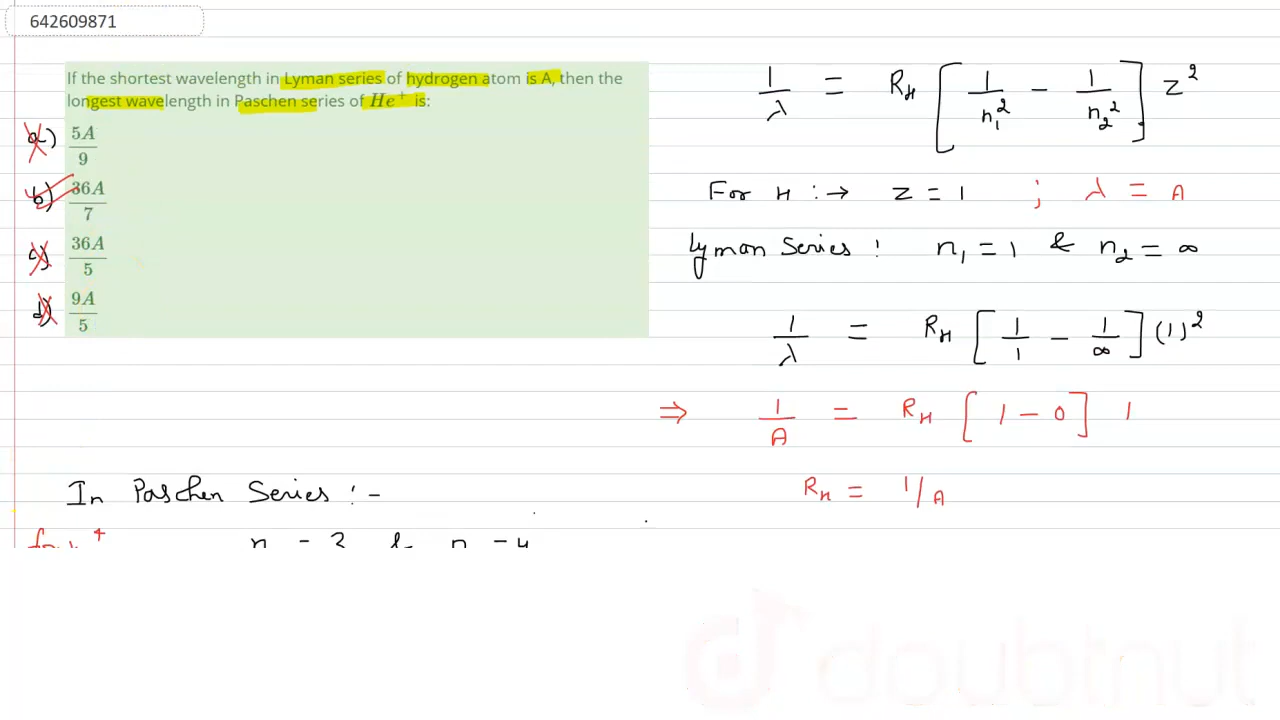 642609871
If the shortest wavelength in Lyman series of hydrogen atom is A, then the
longest wavelength in Paschen series of He⁺ is:
a) 5A/9
b) 36A/7
c) 36A/5
d) 9A/5
1/λ = R_H [1/n₁² - 1/n₂²] Z²
For H :→ Z = 1 ; λ = A
Lyman Series : n₁ = 1 & n₂ = ∞
1/λ = R_H [1/1 - 1/∞] (1)²
⇒ 1/A = R_H [1 - 0] 1
R_H = 1/A
In Paschen Series :-
n = 3 & n = 4
doubtnut